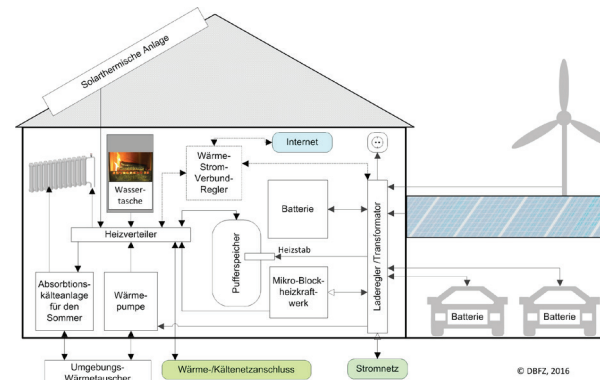 Solarthermische Anlage
Internet
Wärme-
Strom-
Verbund-
Regler
Wasser-
tasche
Batterie
Heizverteiler
Pufferspeicher
Heizstab
Laderegler /Transformator
Absorbtions-
kälteanlage
für den
Sommer
Wärme-
pumpe
Mikro-Block-
heizkraft-
werk
Batterie
Batterie
Umgebungs-
Wärmetauscher
Wärme-/Kältenetzanschluss
Stromnetz
© DBFZ, 2016